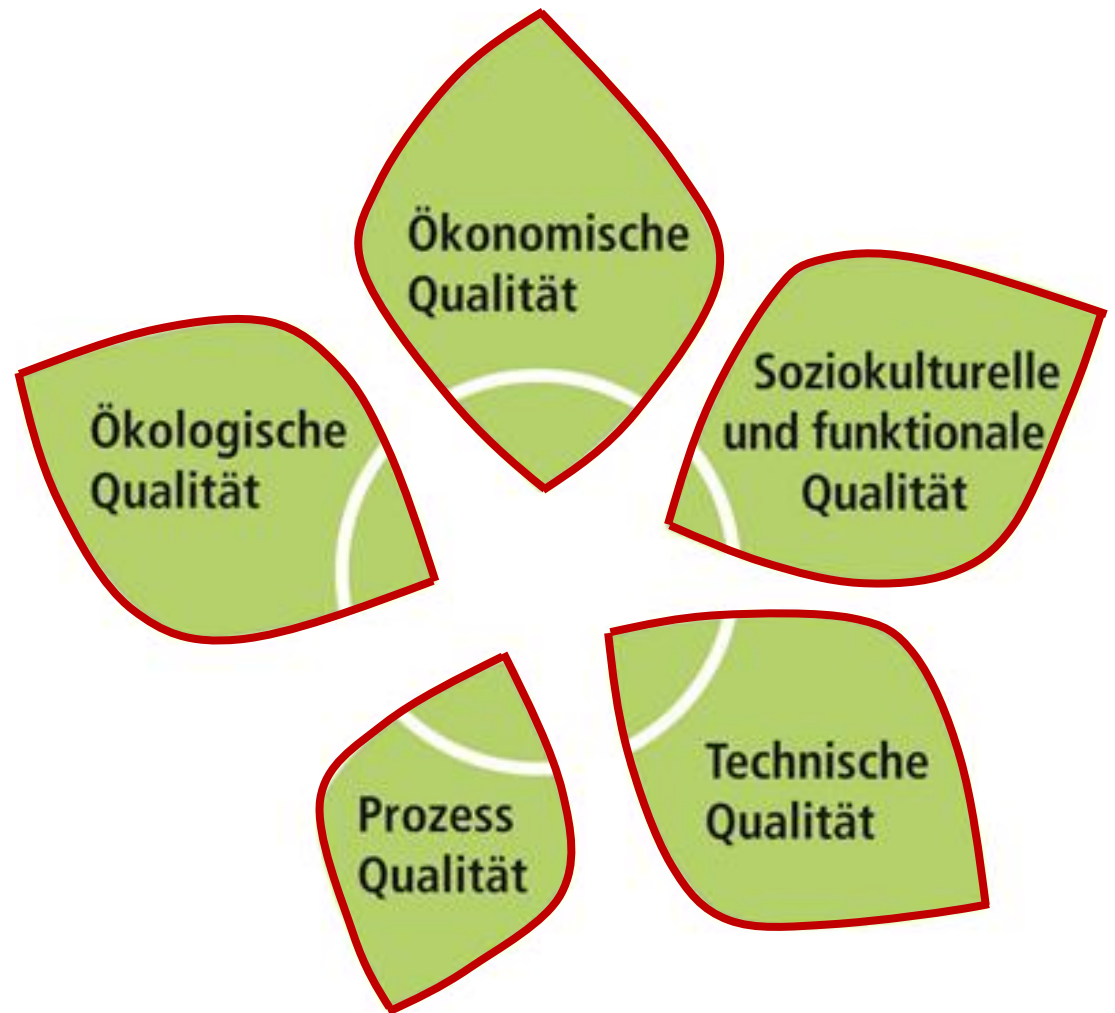 Ökonomische
Qualität
Soziokulturelle
und funktionale
Qualität
Ökologische
Qualität
Technische
Qualität
Prozess
Qualität